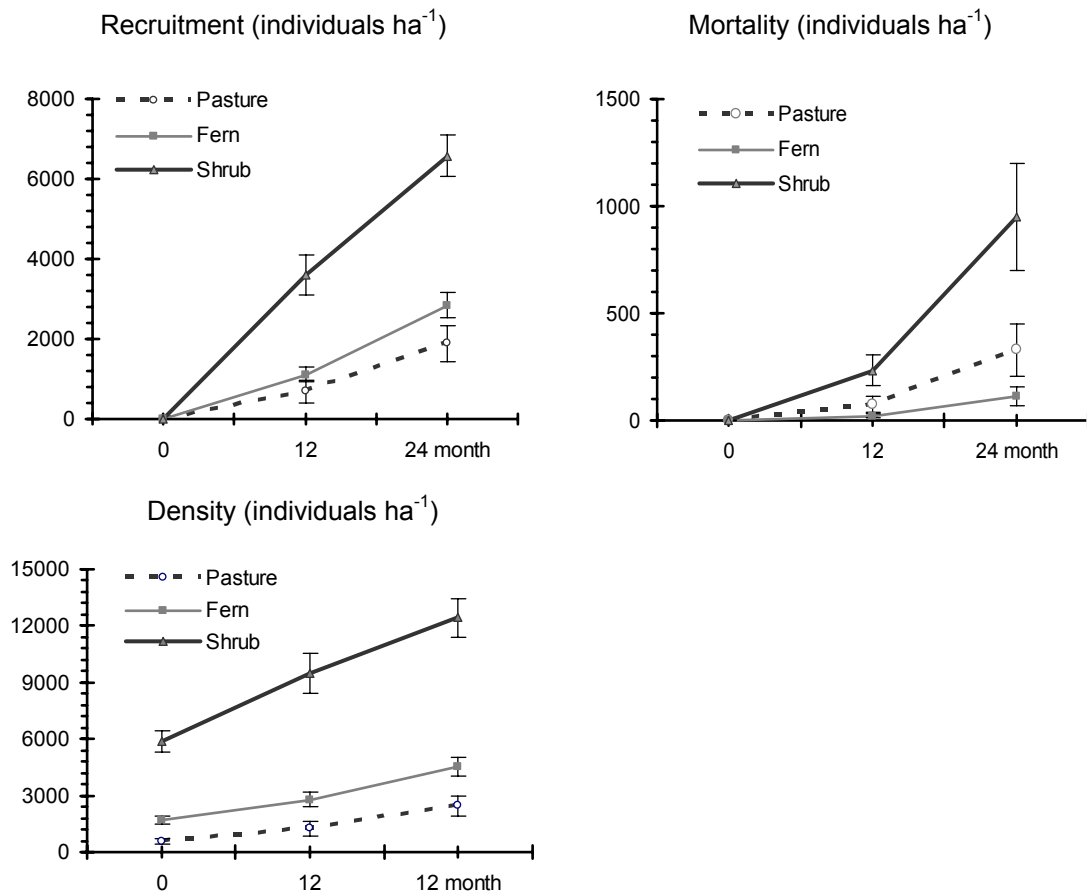 Recruitment (individuals ha⁻¹)
8000
6000
4000
2000
0
Pasture
Fern
Shrub
0 12 24 month
Mortality (individuals ha⁻¹)
1500
1000
500
0
Pasture
Fern
Shrub
0 12 24 month
Density (individuals ha⁻¹)
15000
12000
9000
6000
3000
0
Pasture
Fern
Shrub
0 12 12 month